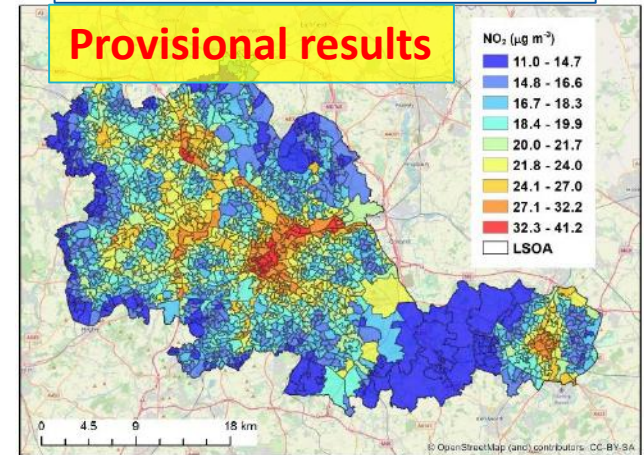 Provisional results
NO₂ (µg m⁻³)
11.0 - 14.7
14.8 - 16.6
16.7 - 18.3
18.4 - 19.9
20.0 - 21.7
21.8 - 24.0
24.1 - 27.0
27.1 - 32.2
32.3 - 41.2
LSOA
0 4.5 9 18 km
© OpenStreetMap (and) contributors, CC-BY-SA